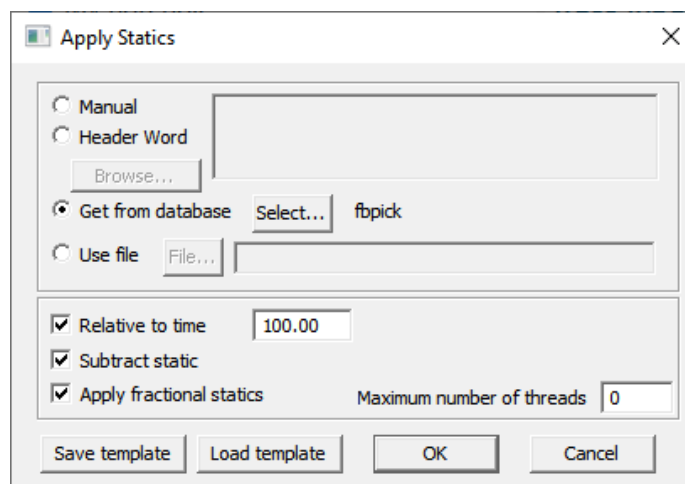 Apply Statics
Manual
Header Word
Browse...
Get from database Select... fbpick
Use file File...
Relative to time 100.00
Subtract static
Apply fractional statics Maximum number of threads 0
Save template Load template OK Cancel